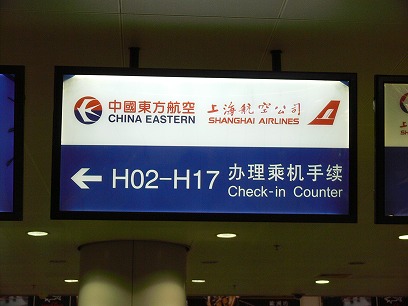 中國東方航空 上海航空公司
CHINA EASTERN SHANGHAI AIRLINES
H02-H17 办理乘机手续
Check-in Counter